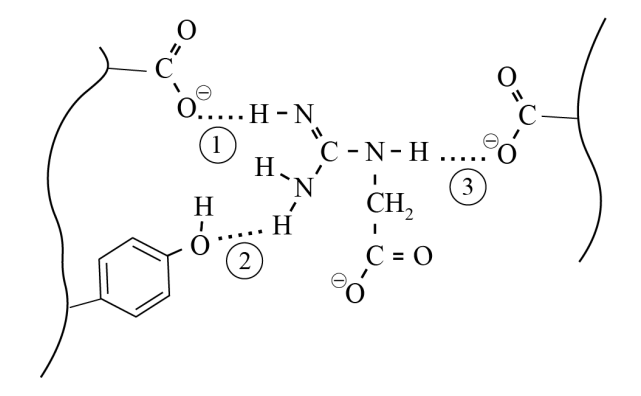 O
C
O ⊖
H – N
①
H
C – N – H
⊖ O
C
O
③
N
H
O
H
②
CH₂
C = O
⊖ O